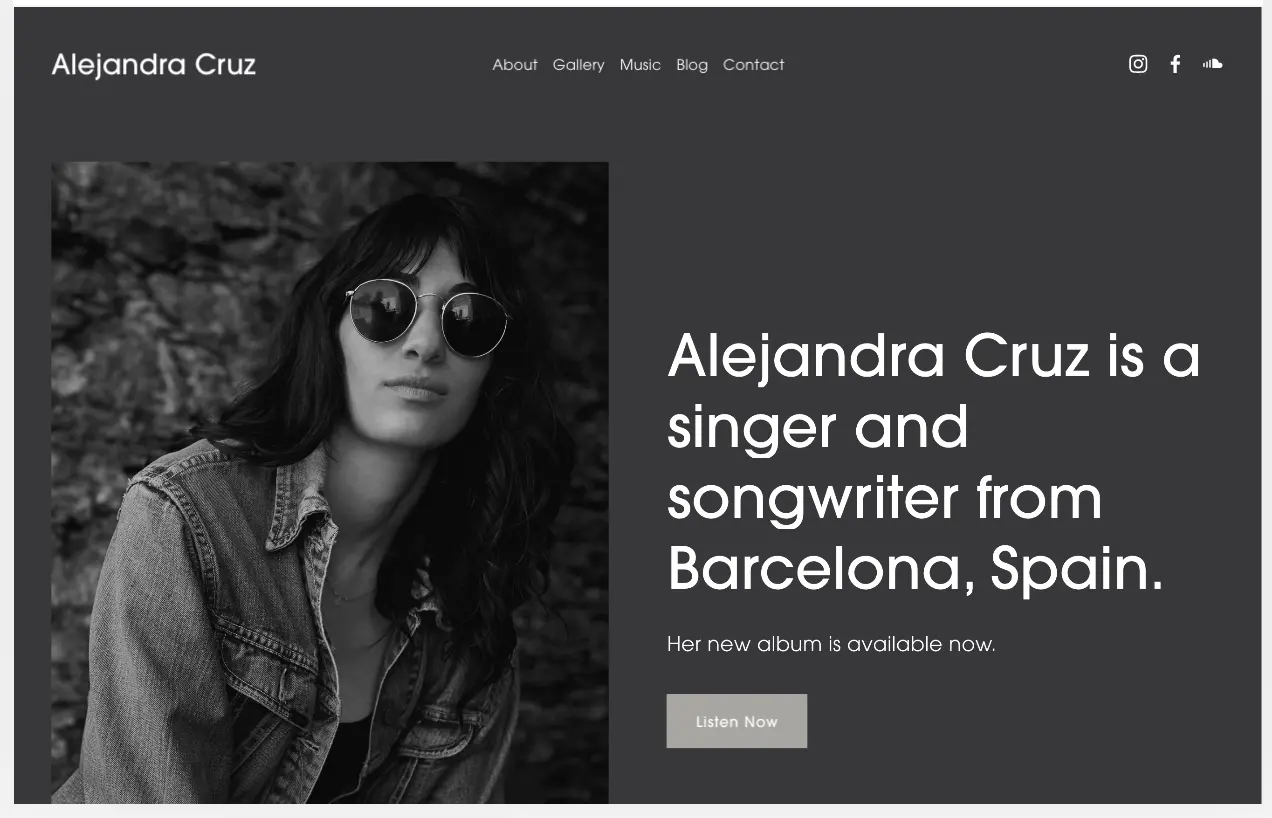 Alejandra Cruz
About Gallery Music Blog Contact
Alejandra Cruz is a
singer and
songwriter from
Barcelona, Spain.
Her new album is available now.
Listen Now